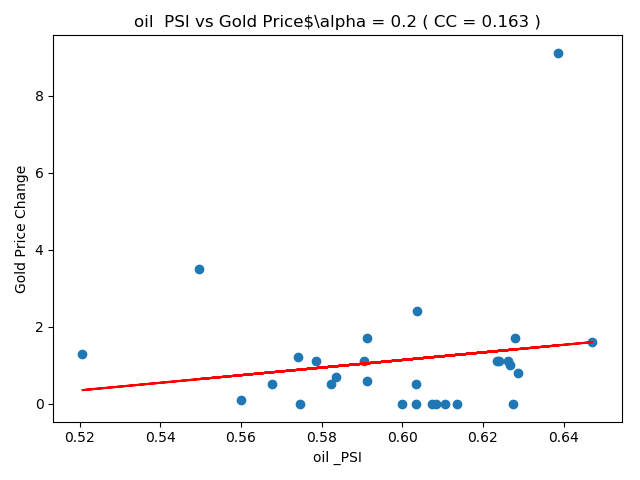 oil  PSI vs Gold Price$\alpha = 0.2 ( CC = 0.163 )
8
6
4
2
0
Gold Price Change
0.52 0.54 0.56 0.58 0.60 0.62 0.64
oil _PSI